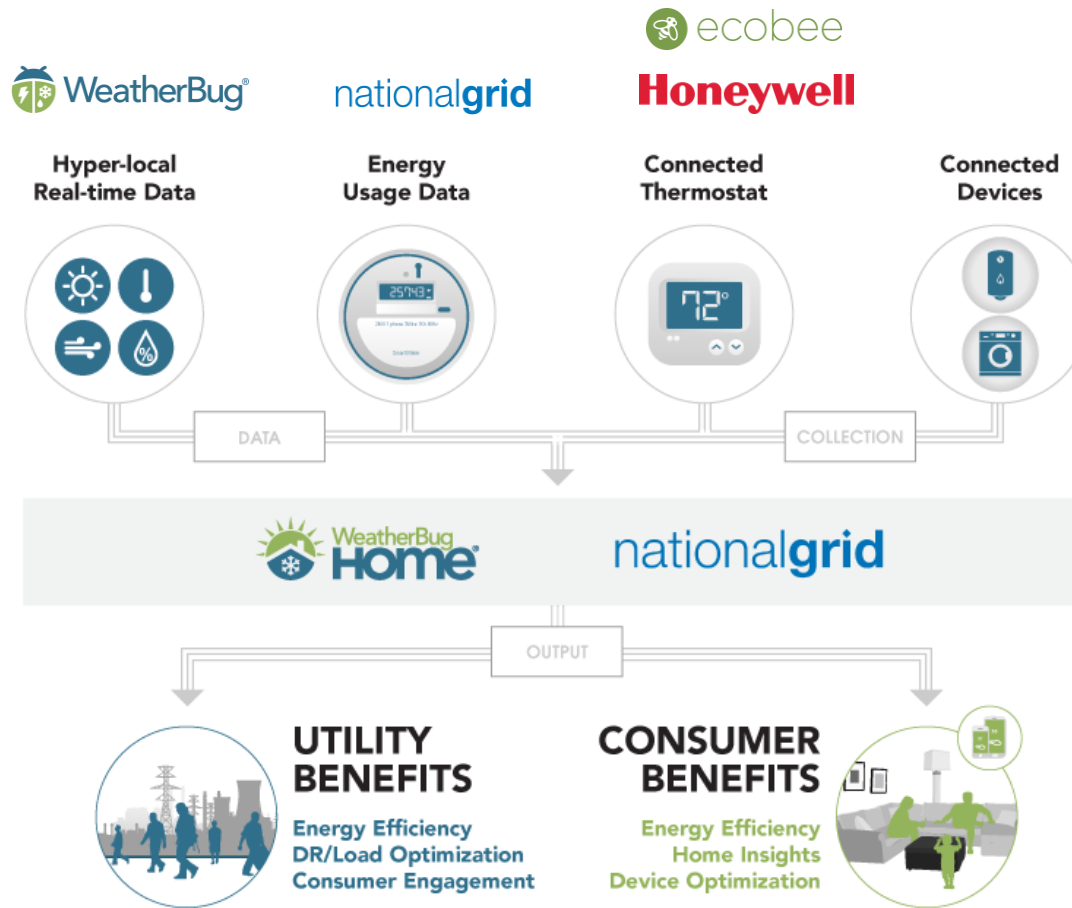 ecobee
WeatherBug®
nationalgrid
Honeywell
Hyper-local
Real-time Data
Energy
Usage Data
Connected
Thermostat
Connected
Devices
25743
72°
%
DATA
COLLECTION
WeatherBug
HOME®
nationalgrid
OUTPUT
UTILITY
BENEFITS
Energy Efficiency
DR/Load Optimization
Consumer Engagement
CONSUMER
BENEFITS
Energy Efficiency
Home Insights
Device Optimization